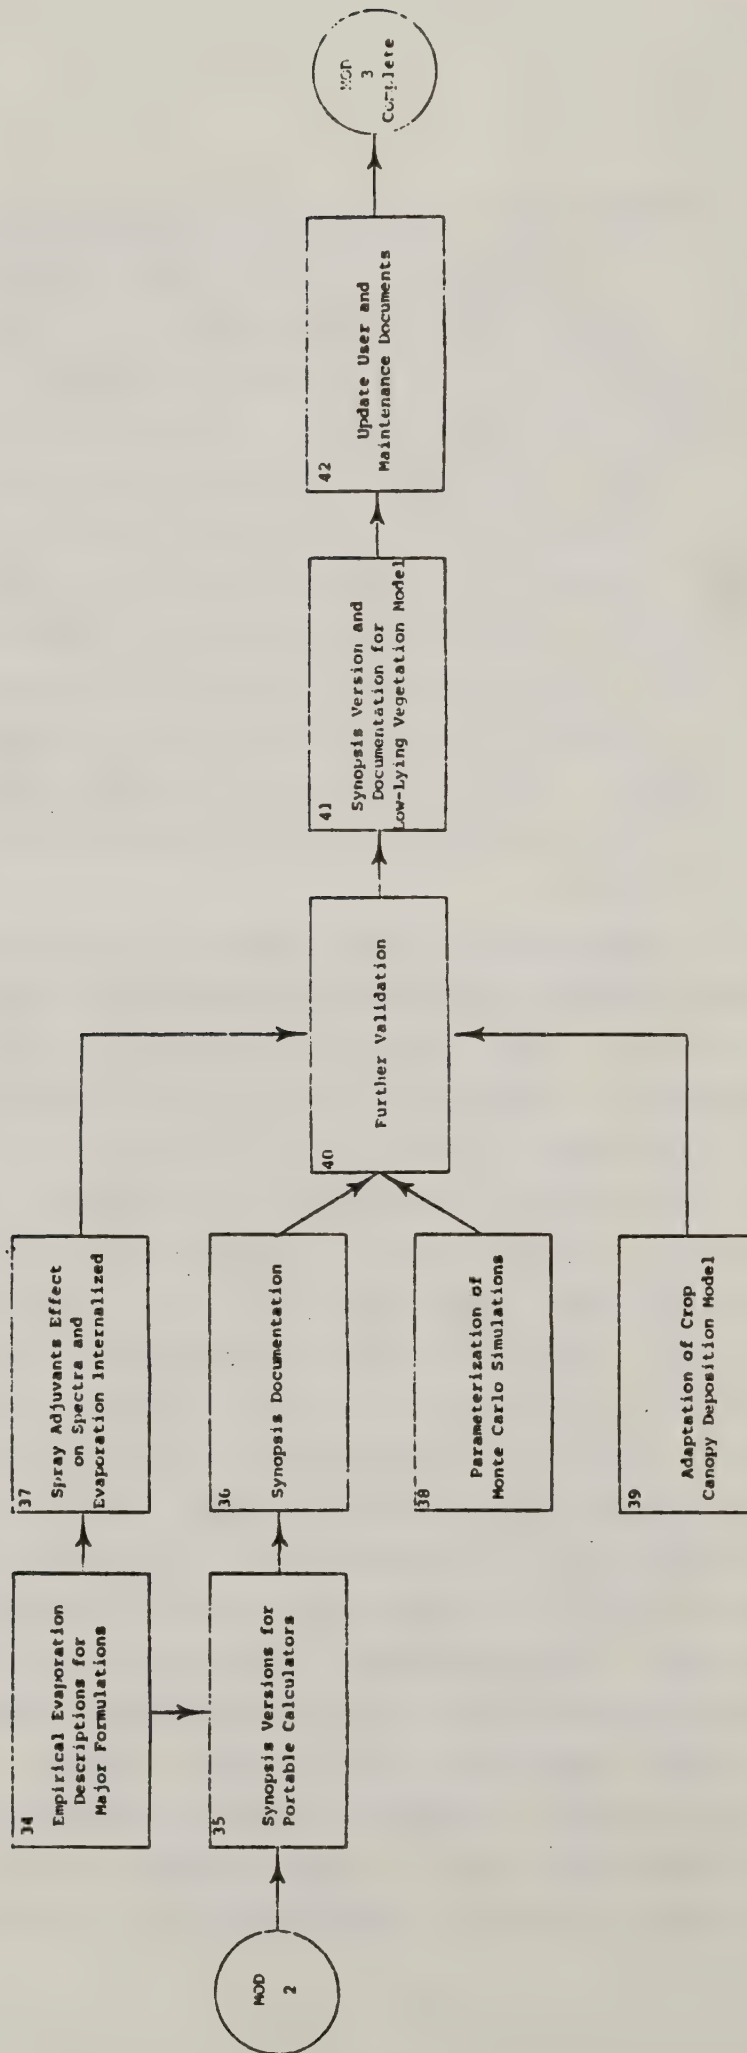 MOD
2
34
Empirical Evaporation
Descriptions for
Major Formulations
35
Synopsis Versions for
Portable Calculators
37
Spray Adjuvants Effect
on Spectra and
Evaporation Internalized
36
Synopsis Documentation
38
Parameterization of
Monte Carlo Simulations
39
Adaptation of Crop
Canopy Deposition Model
40
Further Validation
41
Synopsis Version and
Documentation for
Low-Lying Vegetation Model
42
Update User and
Maintenance Documents
MOD
3
Complete